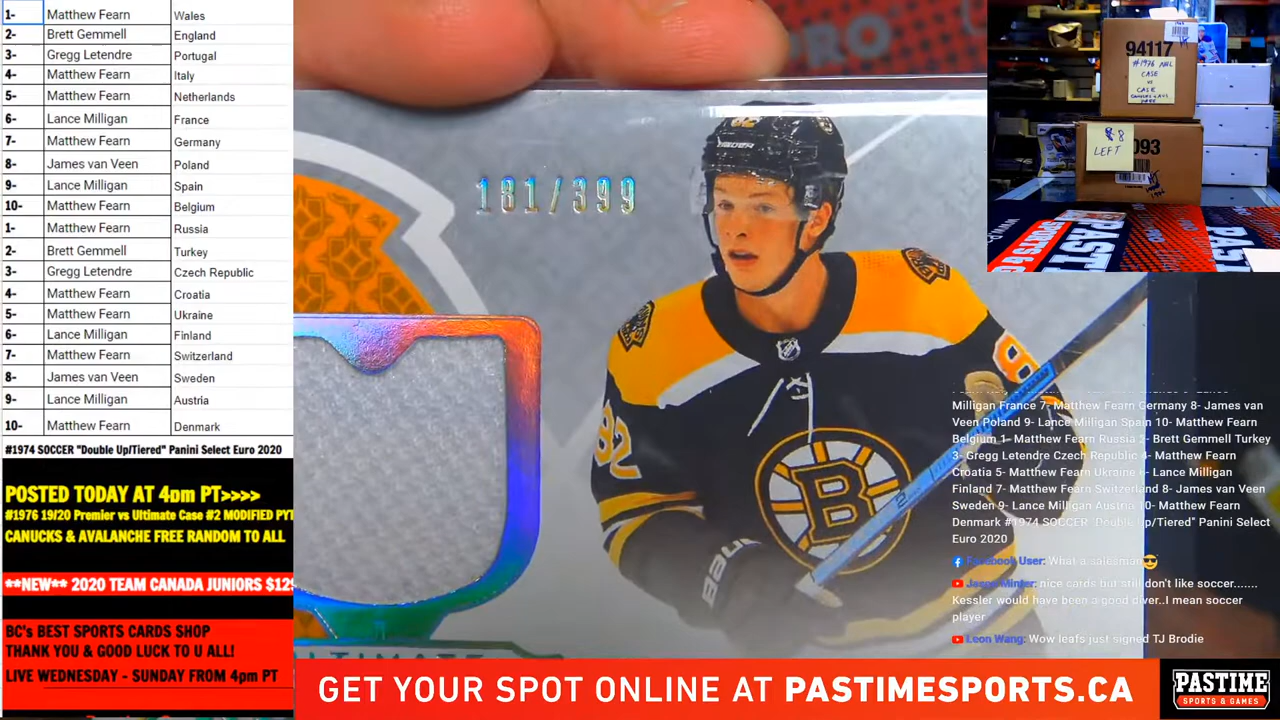 1- Matthew Fearn Wales
2- Brett Gemmell England
3- Gregg Letendre Portugal
4- Matthew Fearn Italy
5- Matthew Fearn Netherlands
6- Lance Milligan France
7- Matthew Fearn Germany
8- James van Veen Poland
9- Lance Milligan Spain
10- Matthew Fearn Belgium
1- Matthew Fearn Russia
2- Brett Gemmell Turkey
3- Gregg Letendre Czech Republic
4- Matthew Fearn Croatia
5- Matthew Fearn Ukraine
6- Lance Milligan Finland
7- Matthew Fearn Switzerland
8- James van Veen Sweden
9- Lance Milligan Austria
10- Matthew Fearn Denmark
#1974 SOCCER "Double Up/Tiered" Panini Select Euro 2020
POSTED TODAY AT 4pm PT>>>>
#1976 19/20 Premier vs Ultimate Case #2 MODIFIED PYT
CANUCKS & AVALANCHE FREE RANDOM TO ALL
**NEW** 2020 TEAM CANADA JUNIORS $129
BC's BEST SPORTS CARDS SHOP
THANK YOU & GOOD LUCK TO U ALL!
LIVE WEDNESDAY - SUNDAY FROM 4pm PT
181/399
82
B
ULTIMATE
94117
#1976 NHL
CASE
VS
CASE
8
LEFT
093
PAST
Milligan France 7- Matthew Fearn Germany 8- James van
Veen Poland 9- Lance Milligan Spain 10- Matthew Fearn
Belgium 1- Matthew Fearn Russia 2- Brett Gemmell Turkey
3- Gregg Letendre Czech Republic 4- Matthew Fearn
Croatia 5- Matthew Fearn Ukraine 6- Lance Milligan
Finland 7- Matthew Fearn Switzerland 8- James van Veen
Sweden 9- Lance Milligan Austria 10- Matthew Fearn
Denmark #1974 SOCCER "Double Up/Tiered" Panini Select
Euro 2020
Facebook User: What a salesman😎
Jason Minter: nice cards but still don't like soccer.......
Kessler would have been a good diver..I mean soccer
player
Leon Wang: Wow leafs just signed TJ Brodie
GET YOUR SPOT ONLINE AT PASTIMESPORTS.CA
PASTIME
SPORTS & GAMES